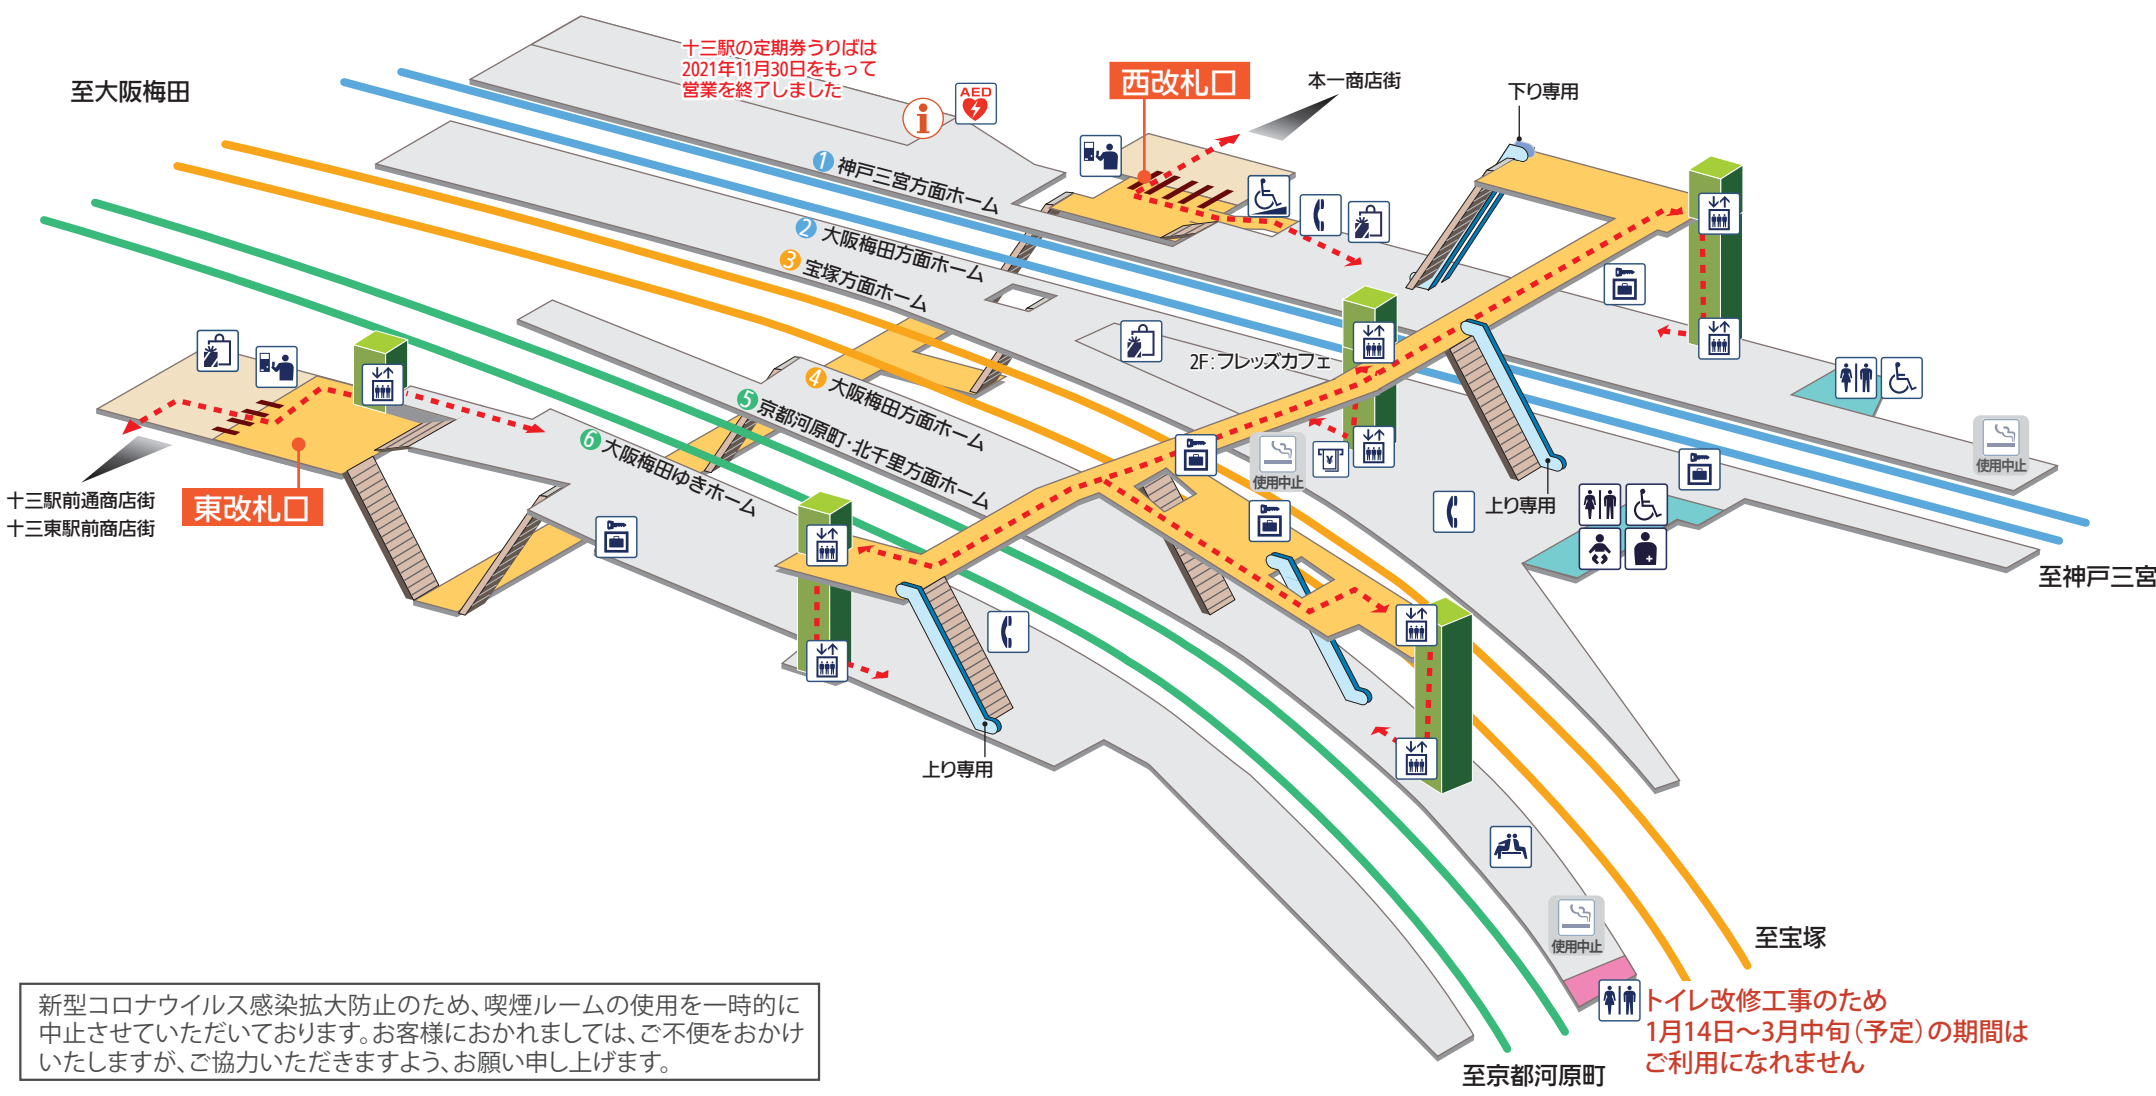 至大阪梅田
十三駅の定期券うりばは
2021年11月30日をもって
営業を終了しました
i
AED
西改札口
本一商店街
下り専用
1 神戸三宮方面ホーム
2 大阪梅田方面ホーム
3 宝塚方面ホーム
2F:フレッズカフェ
4 大阪梅田方面ホーム
5 京都河原町・北千里方面ホーム
6 大阪梅田ゆきホーム
使用中止
¥
使用中止
上り専用
十三駅前通商店街
十三東駅前商店街
東改札口
至神戸三宮
上り専用
使用中止
至宝塚
トイレ改修工事のため
1月14日～3月中旬(予定)の期間は
ご利用になれません
至京都河原町
新型コロナウイルス感染拡大防止のため、喫煙ルームの使用を一時的に
中止させていただいております。お客様におかれましては、ご不便をおかけ
いたしますが、ご協力いただきますよう、お願い申し上げます。